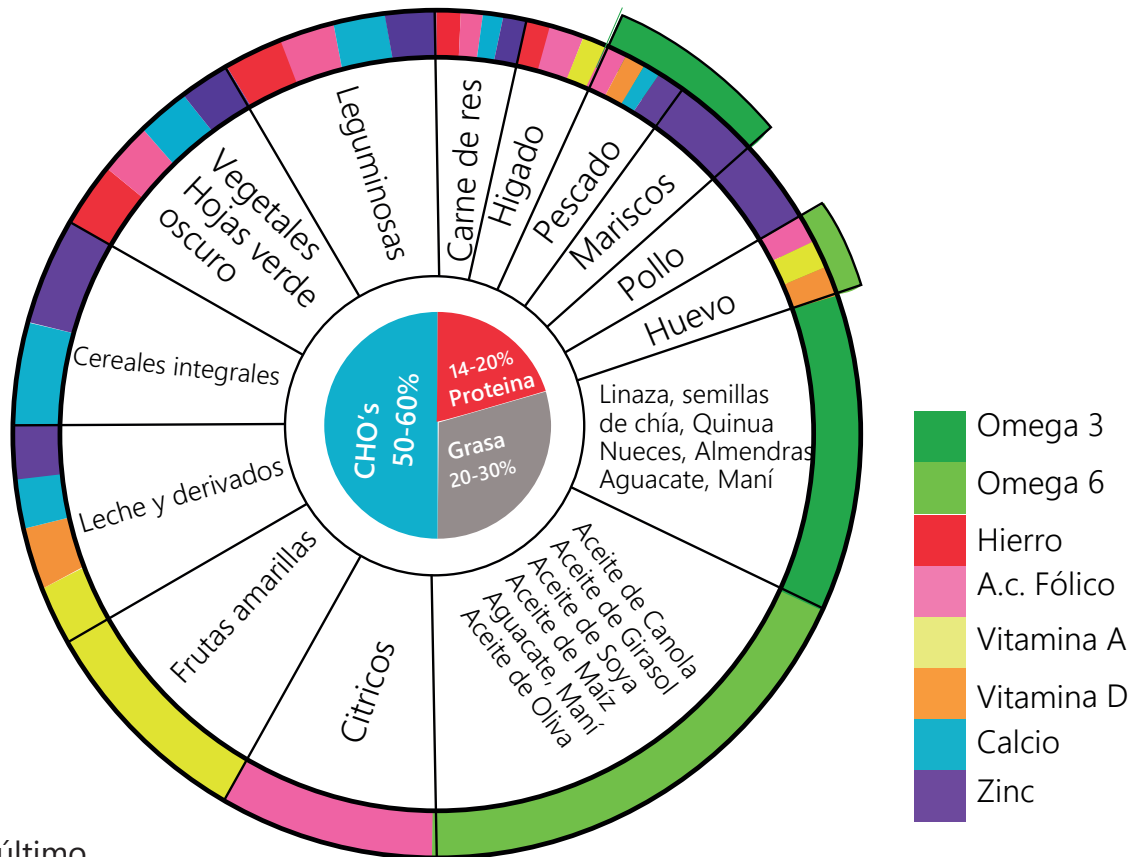 Leguminosas
Carne de res
Higado
Pescado
Mariscos
Pollo
Huevo
Linaza, semillas
de chía, Quinua
Nueces, Almendras
Aguacate, Maní
Aceite de Canola
Aceite de Girasol
Aceite de Soya
Aceite de Maíz
Aguacate, Maní
Aceite de Oliva
Citricos
Frutas amarillas
Leche y derivados
Cereales integrales
Vegetales
Hojas verde
oscuro
CHO's
50-60%
14-20%
Proteina
Grasa
20-30%
Omega 3
Omega 6
Hierro
A.c. Fólico
Vitamina A
Vitamina D
Calcio
Zinc
último